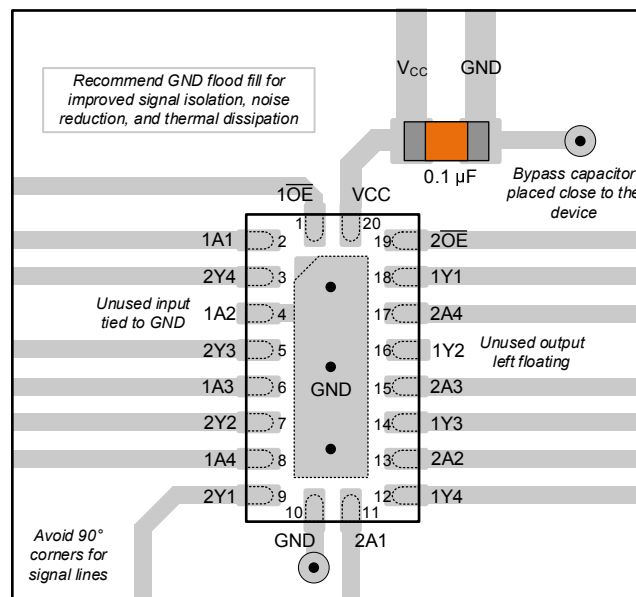 Recommend GND flood fill for
improved signal isolation, noise
reduction, and thermal dissipation
VCC GND
0.1 µF
Bypass capacitor
placed close to the
device
1O̅E̅ VCC
1 20
1A1 2 19 2O̅E̅
2Y4 3 18 1Y1
Unused input
tied to GND
1A2 4 17 2A4
2Y3 5 16 1Y2
Unused output
left floating
1A3 6 GND 15 2A3
2Y2 7 14 1Y3
1A4 8 13 2A2
2Y1 9 12 1Y4
10 11
GND 2A1
Avoid 90°
corners for
signal lines